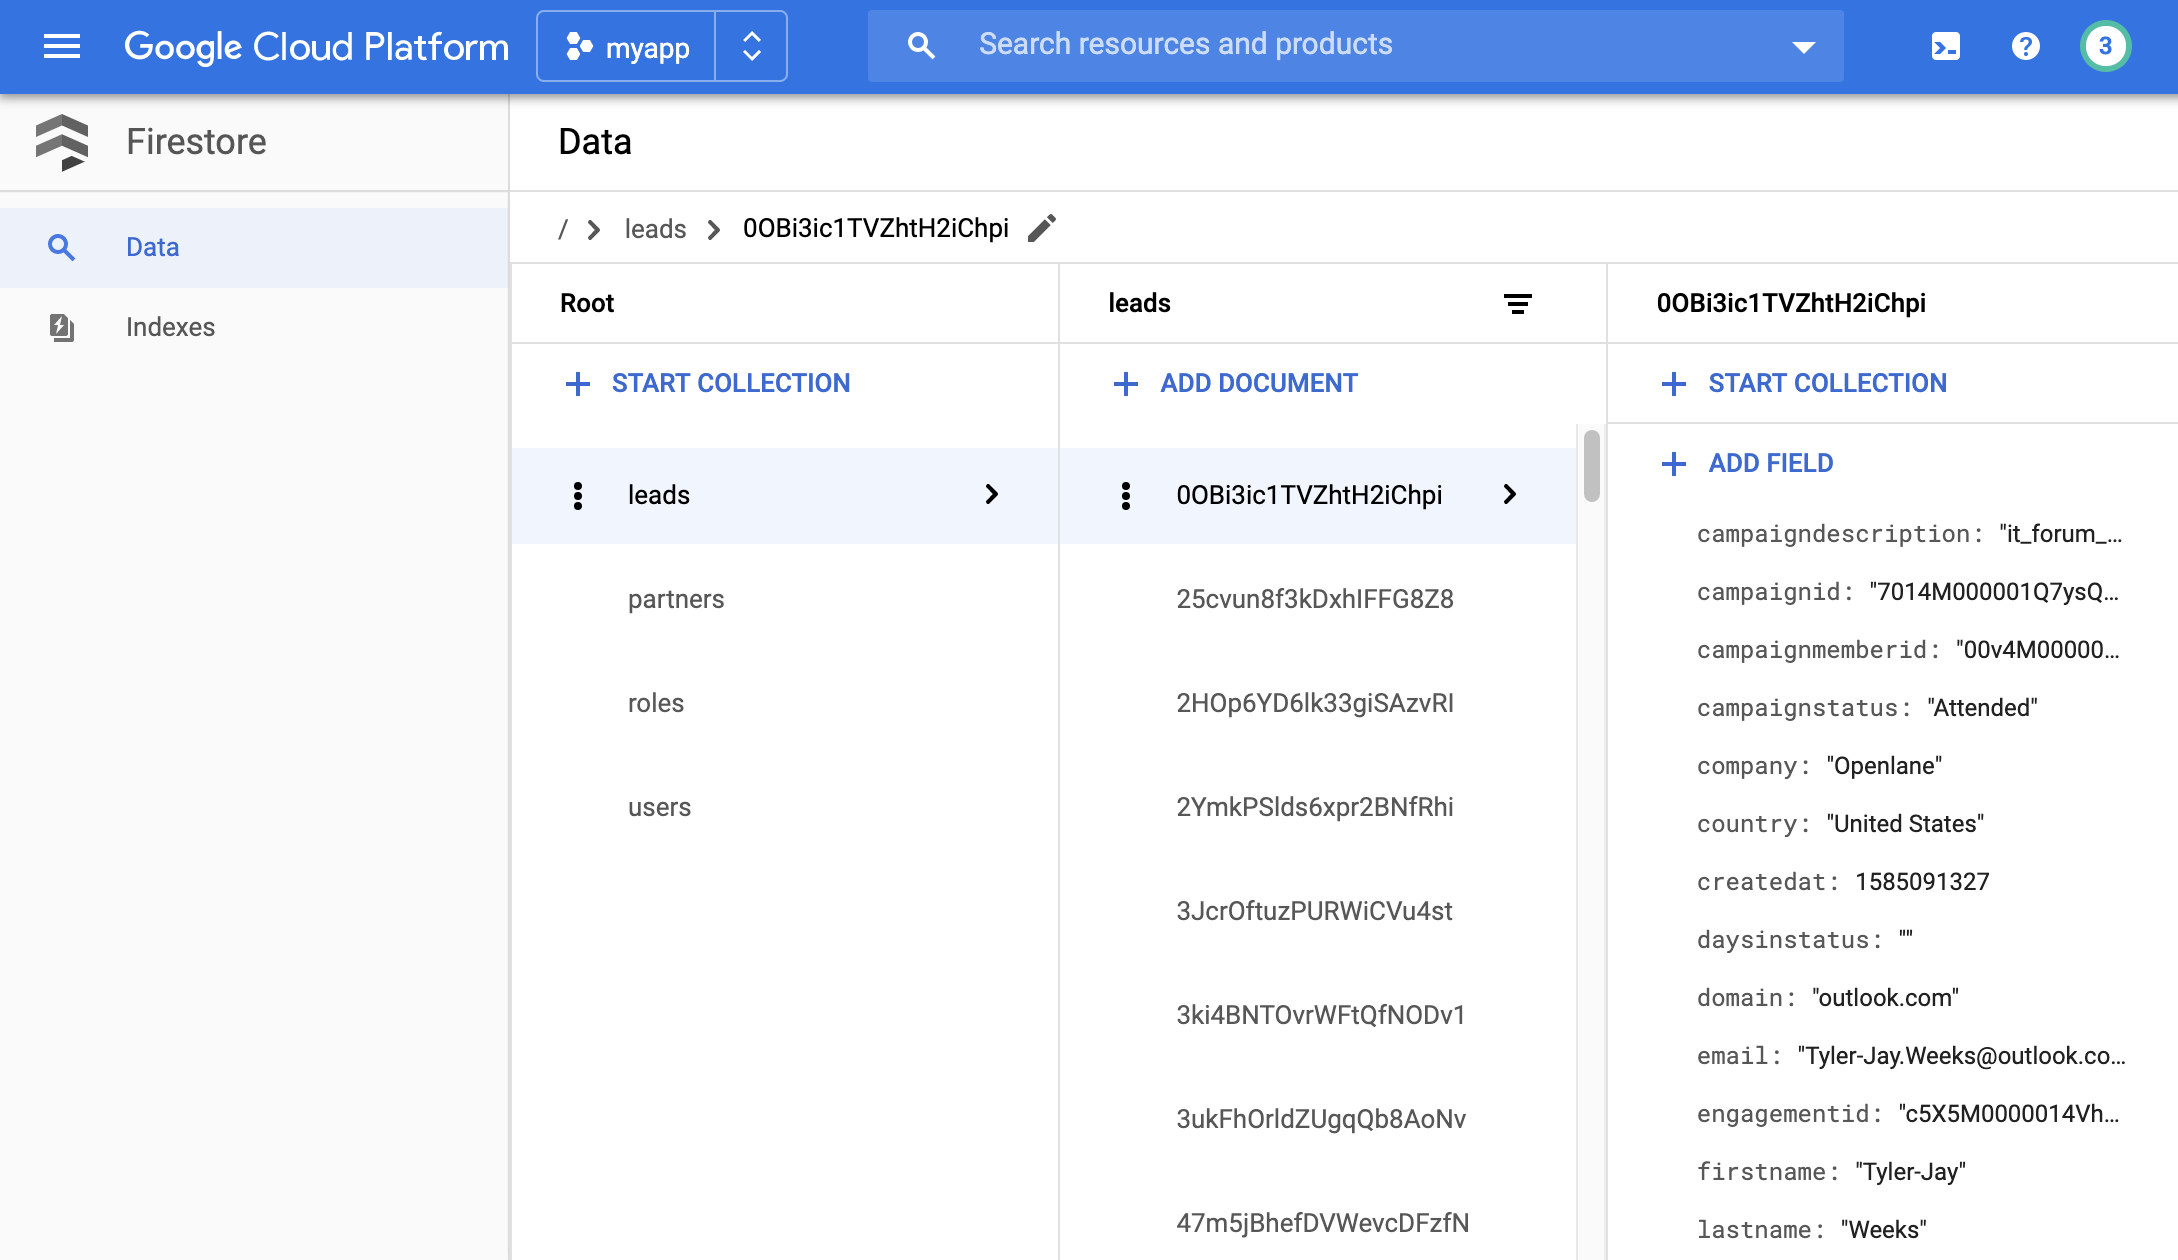 Google Cloud Platform
myapp
Search resources and products
3
Firestore
Data
Indexes
Data
/ > leads > 0OBi3ic1TVZhtH2iChpi
Root
START COLLECTION
leads
partners
roles
users
leads
ADD DOCUMENT
0OBi3ic1TVZhtH2iChpi
25cvun8f3kDxhIFFG8Z8
2HOp6YD6lk33giSAzvRI
2YmkPSlds6xpr2BNfRhi
3JcrOftuzPURWiCVu4st
3ki4BNTOvrWFtQfNODv1
3ukFhOrldZUgqQb8AoNv
47m5jBhefDVWevcDFzfN
0OBi3ic1TVZhtH2iChpi
START COLLECTION
ADD FIELD
campaigndescription: "it_forum_...
campaignid: "7014M000001Q7ysQ...
campaignmemberid: "00v4M00000...
campaignstatus: "Attended"
company: "Openlane"
country: "United States"
createdat: 1585091327
daysinstatus: ""
domain: "outlook.com"
email: "Tyler-Jay.Weeks@outlook.co...
engagementid: "c5X5M0000014Vh...
firstname: "Tyler-Jay"
lastname: "Weeks"